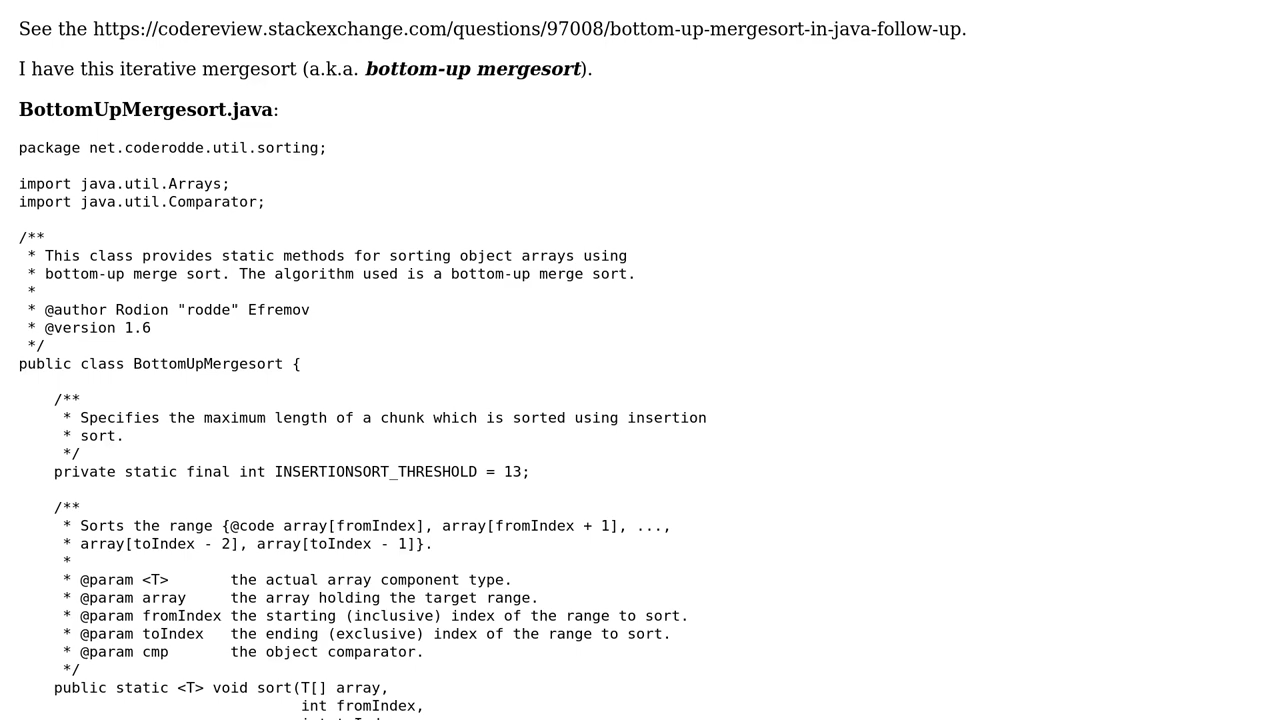 See the https://codereview.stackexchange.com/questions/97008/bottom-up-mergesort-in-java-follow-up.
I have this iterative mergesort (a.k.a. bottom-up mergesort).
BottomUpMergesort.java:
package net.coderodde.util.sorting;
import java.util.Arrays;
import java.util.Comparator;
/**
 * This class provides static methods for sorting object arrays using
 * bottom-up merge sort. The algorithm used is a bottom-up merge sort.
 *
 * @author Rodion "rodde" Efremov
 * @version 1.6
 */
public class BottomUpMergesort {
    /**
     * Specifies the maximum length of a chunk which is sorted using insertion
     * sort.
     */
    private static final int INSERTIONSORT_THRESHOLD = 13;
    /**
     * Sorts the range {@code array[fromIndex], array[fromIndex + 1], ...,
     * array[toIndex - 2], array[toIndex - 1]}.
     *
     * @param <T>       the actual array component type.
     * @param array     the array holding the target range.
     * @param fromIndex the starting (inclusive) index of the range to sort.
     * @param toIndex   the ending (exclusive) index of the range to sort.
     * @param cmp       the object comparator.
     */
    public static <T> void sort(T[] array,
                                int fromIndex,